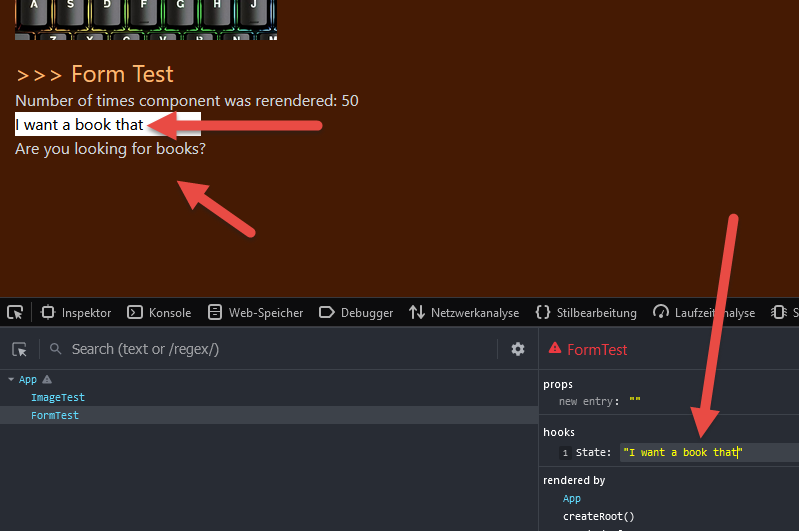 A S D F G H J
Z X C V B N M
>>> Form Test
Number of times component was rerendered: 50
I want a book that
Are you looking for books?
Inspektor Konsole Web-Speicher Debugger Netzwerkanalyse Stilbearbeitung Laufzeitanalyse S
Search (text or /regex/)
FormTest
App
ImageTest
FormTest
props
new entry: ""
hooks
1 State: "I want a book that"
rendered by
App
createRoot()